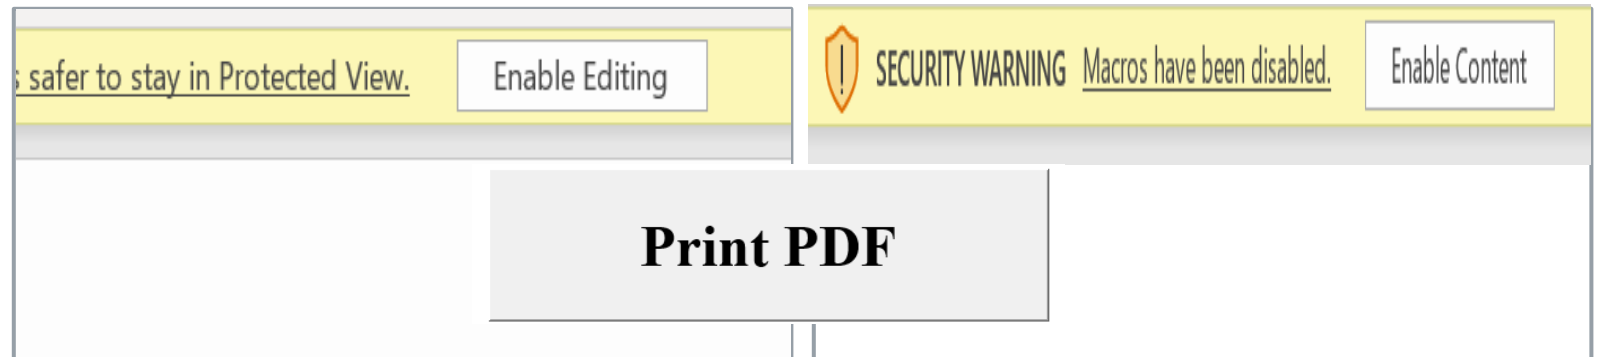 safer to stay in Protected View.
Enable Editing
SECURITY WARNING Macros have been disabled.
Enable Content
Print PDF